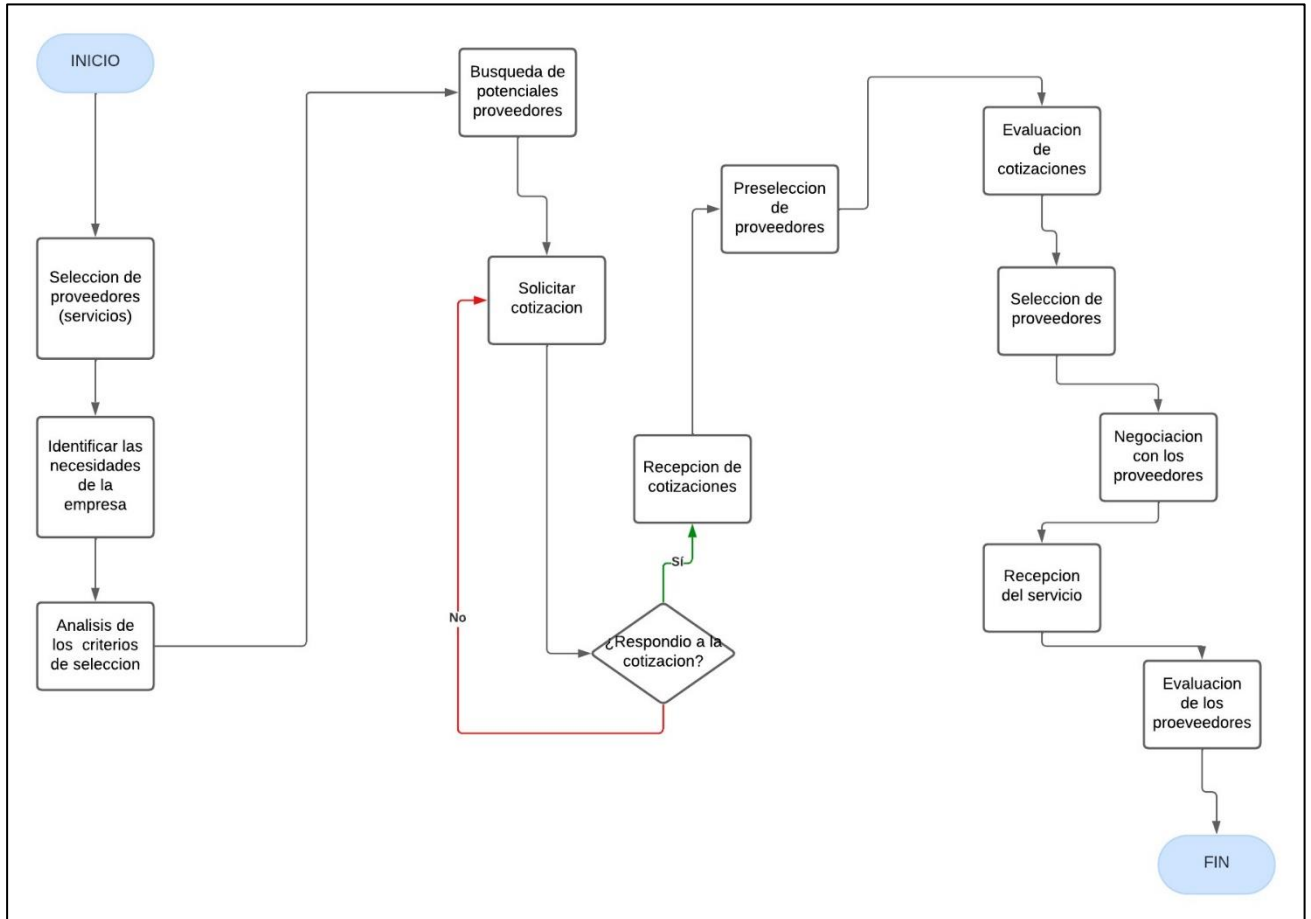 INICIO
Seleccion de
proveedores
(servicios)
Identificar las
necesidades
de la
empresa
Analisis de
los criterios
de seleccion
Busqueda de
potenciales
proveedores
Solicitar
cotizacion
No
¿Respondio a la
cotizacion?
Sí
Recepcion de
cotizaciones
Preseleccion
de
proveedores
Evaluacion
de
cotizaciones
Seleccion de
proveedores
Negociacion
con los
proveedores
Recepcion
del servicio
Evaluacion
de los
proeveedores
FIN